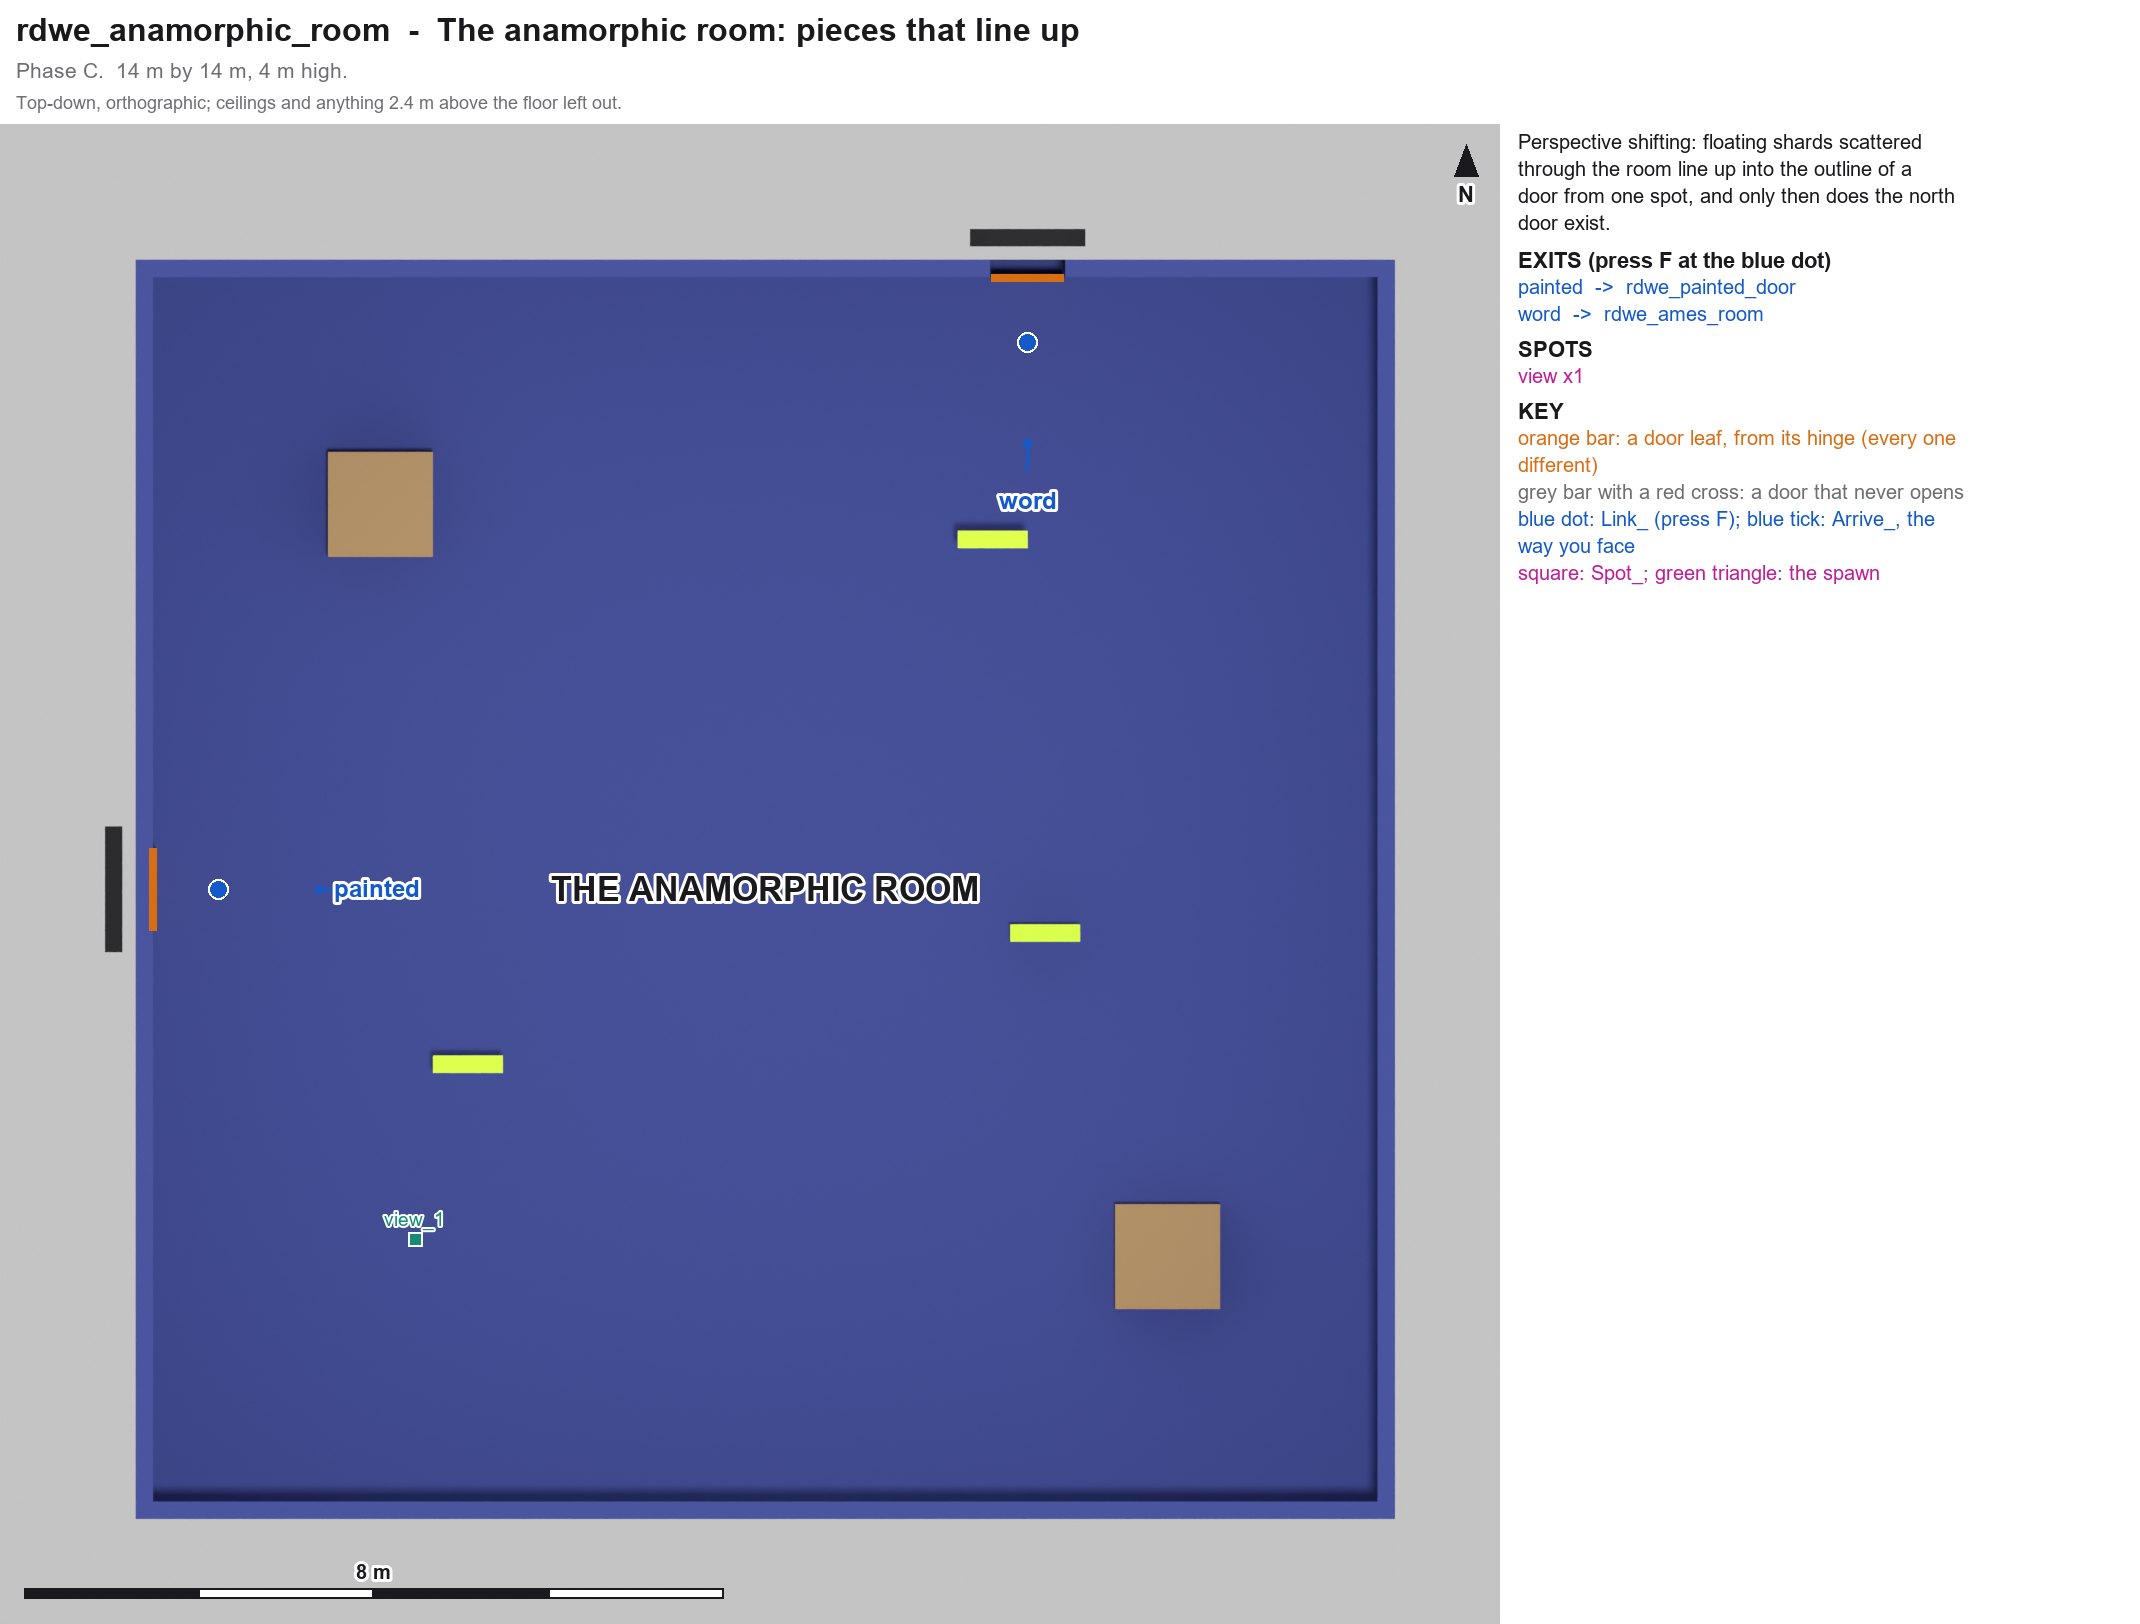 rdwe_anamorphic_room - The anamorphic room: pieces that line up
Phase C. 14 m by 14 m, 4 m high.
Top-down, orthographic; ceilings and anything 2.4 m above the floor left out.
N
word
painted
THE ANAMORPHIC ROOM
view_1
8 m
Perspective shifting: floating shards scattered
through the room line up into the outline of a
door from one spot, and only then does the north
door exist.
EXITS (press F at the blue dot)
painted -> rdwe_painted_door
word -> rdwe_ames_room
SPOTS
view x1
KEY
orange bar: a door leaf, from its hinge (every one
different)
grey bar with a red cross: a door that never opens
blue dot: Link_ (press F); blue tick: Arrive_, the
way you face
square: Spot_; green triangle: the spawn